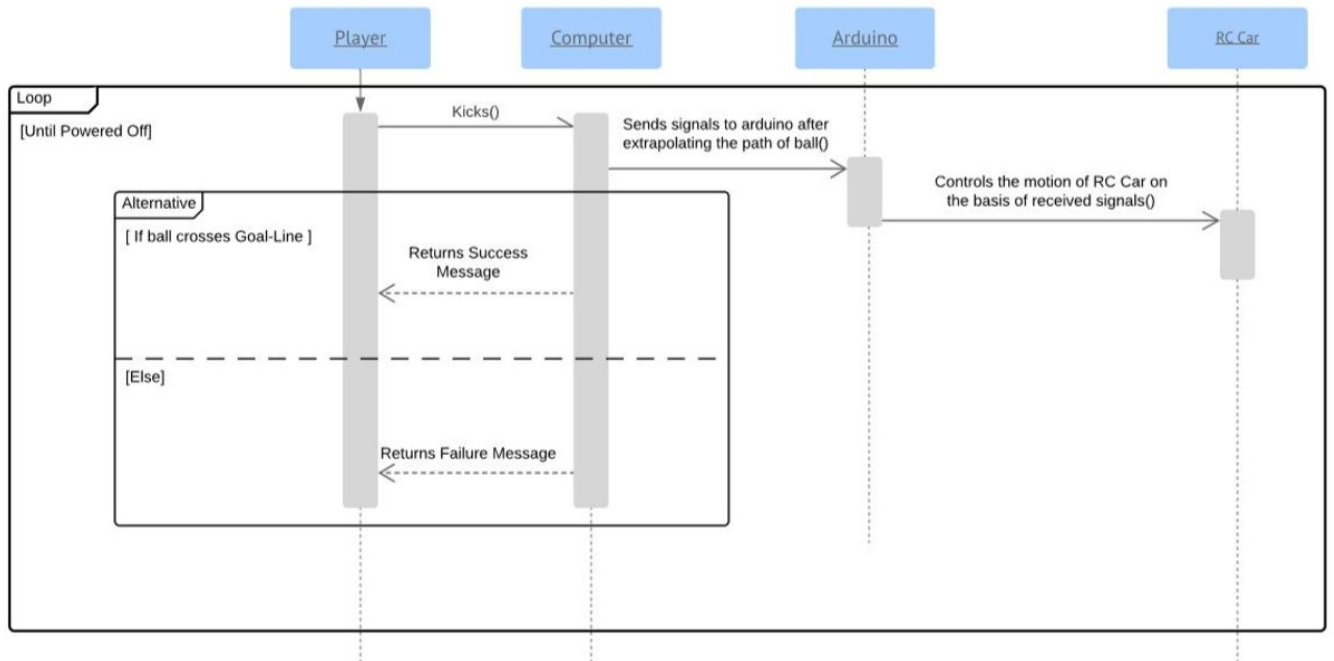 Player
Computer
Arduino
RC Car
Loop
[Until Powered Off]
Kicks()
Sends signals to arduino after
extrapolating the path of ball()
Controls the motion of RC Car on
the basis of received signals()
Alternative
[ If ball crosses Goal-Line ]
Returns Success
Message
[Else]
Returns Failure Message